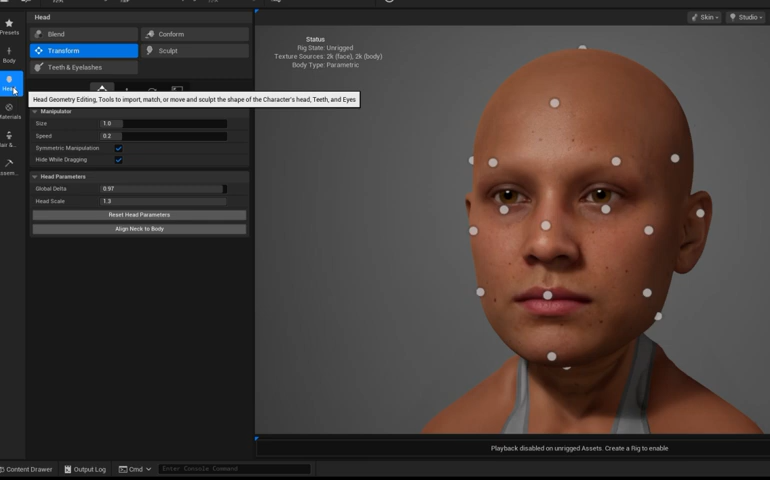 Head
Skin
Studio
Presets
Blend
Conform
Transform
Sculpt
Teeth & Eyelashes
Body
Status
Rig State: Unrigged
Texture Sources: 2k (face), 2k (body)
Body Type: Parametric
Head Geometry Editing, Tools to import, match, or move and sculpt the shape of the Character's head, Teeth, and Eyes
Manipulator
Size 1.0
Speed 0.2
Symmetric Manipulation
Hide While Dragging
Head Parameters
Global Delta 0.97
Head Scale 1.3
Reset Head Parameters
Align Neck to Body
Playback disabled on unrigged Assets. Create a Rig to enable
Content Drawer
Output Log
Cmd
Enter Console Command